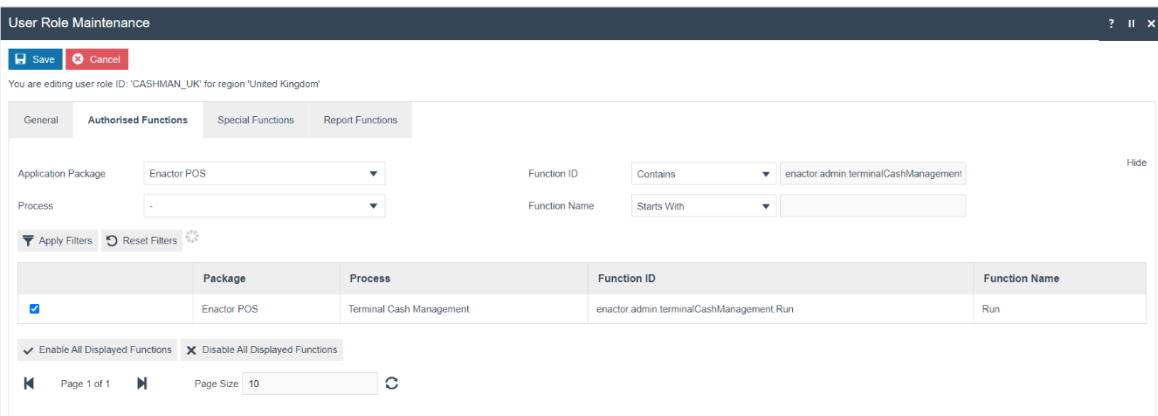 User Role Maintenance
Save Cancel
You are editing user role ID: 'CASHMAN_UK' for region 'United Kingdom'
General Authorised Functions Special Functions Report Functions
Application Package Enactor POS Function ID Contains enactor.admin.terminalCashManagement Hide
Process - Function Name Starts With
Apply Filters Reset Filters
Package Process Function ID Function Name
Enactor POS Terminal Cash Management enactor.admin.terminalCashManagement.Run Run
Enable All Displayed Functions Disable All Displayed Functions
Page 1 of 1 Page Size 10